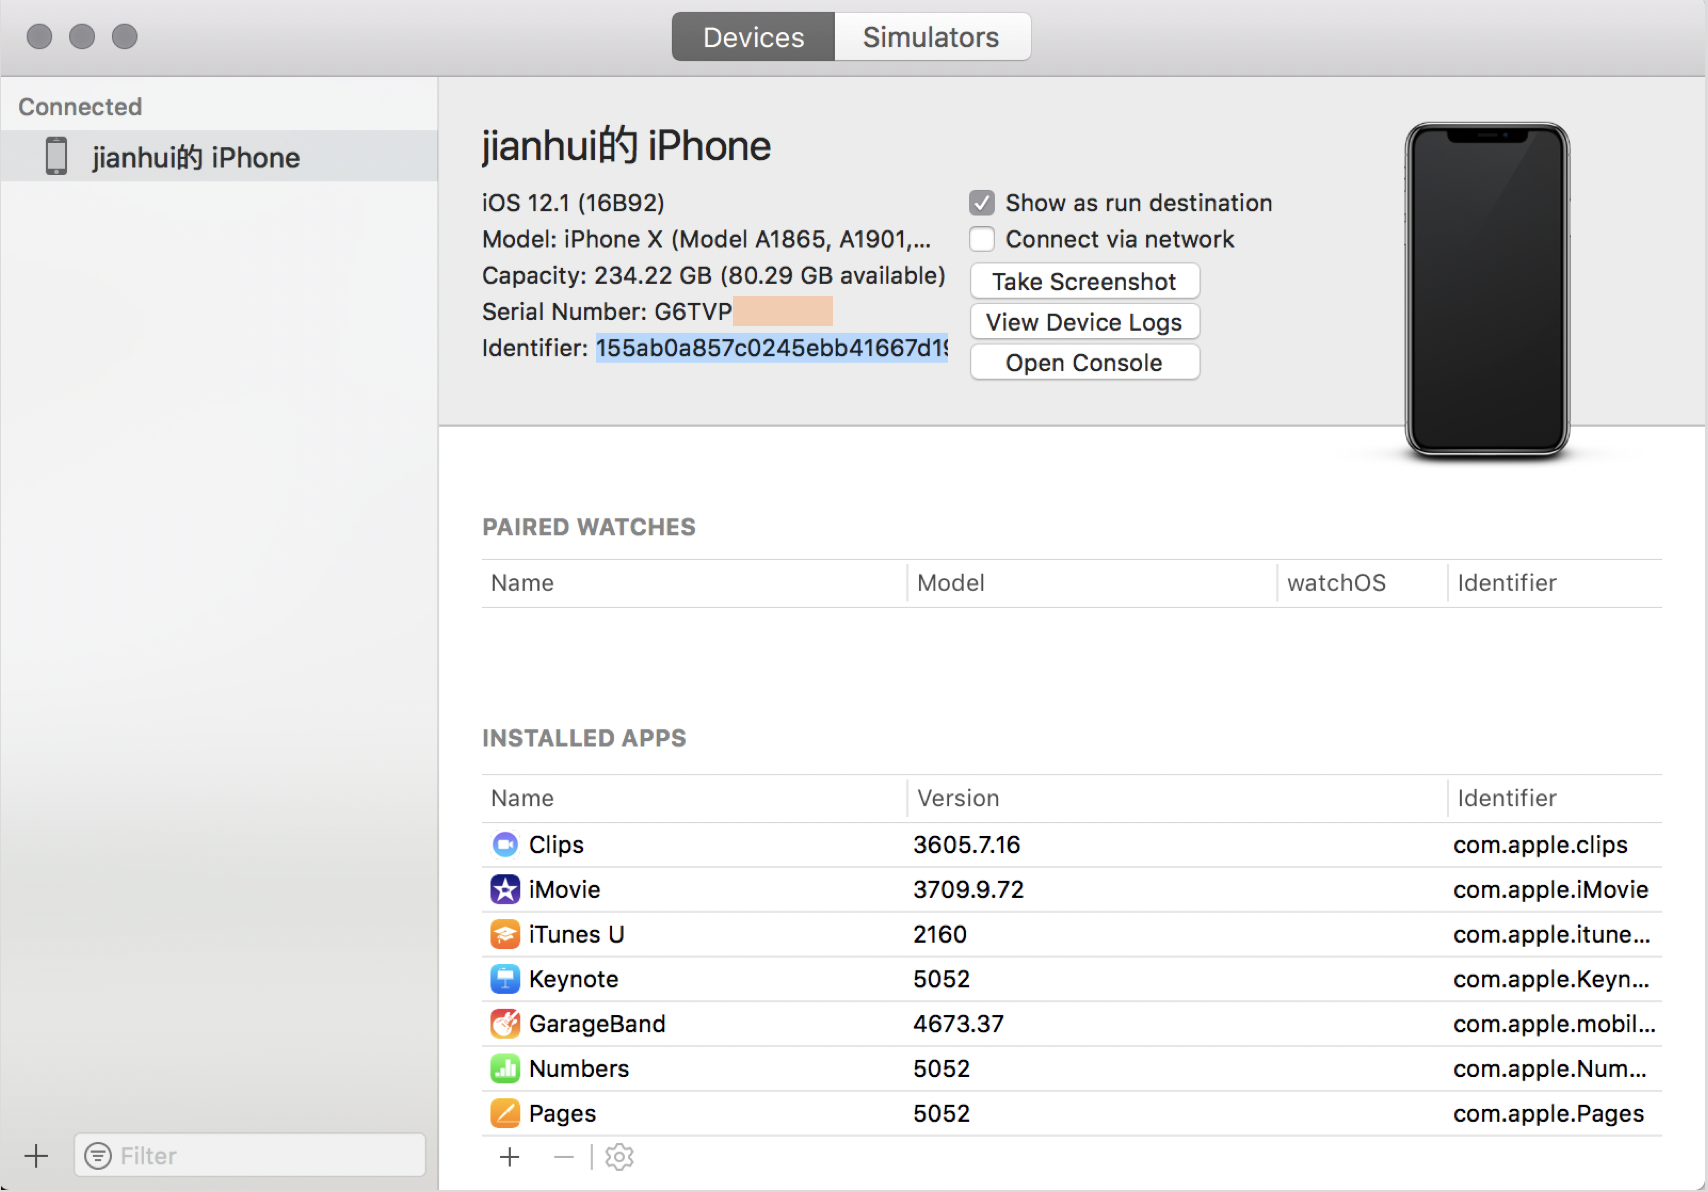 Devices Simulators
Connected
jianhui的 iPhone
jianhui的 iPhone
iOS 12.1 (16B92)
Model: iPhone X (Model A1865, A1901,...
Capacity: 234.22 GB (80.29 GB available)
Serial Number: G6TVP
Identifier: 155ab0a857c0245ebb41667d19
Show as run destination
Connect via network
Take Screenshot
View Device Logs
Open Console
PAIRED WATCHES
Name Model watchOS Identifier
INSTALLED APPS
Name Version Identifier
Clips 3605.7.16 com.apple.clips
iMovie 3709.9.72 com.apple.iMovie
iTunes U 2160 com.apple.itune...
Keynote 5052 com.apple.Keyn...
GarageBand 4673.37 com.apple.mobil...
Numbers 5052 com.apple.Num...
Pages 5052 com.apple.Pages
Filter